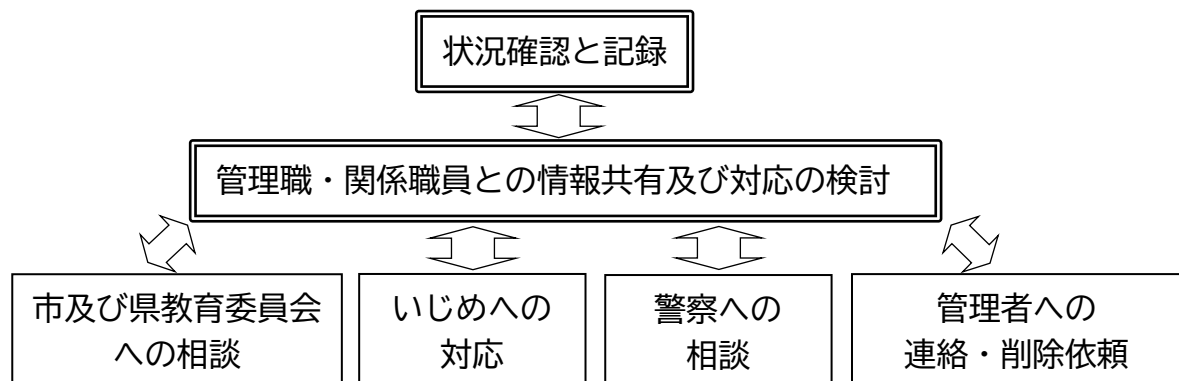 状況確認と記録
管理職・関係職員との情報共有及び対応の検討
市及び県教育委員会
への相談
いじめへの
対応
警察への
相談
管理者への
連絡・削除依頼